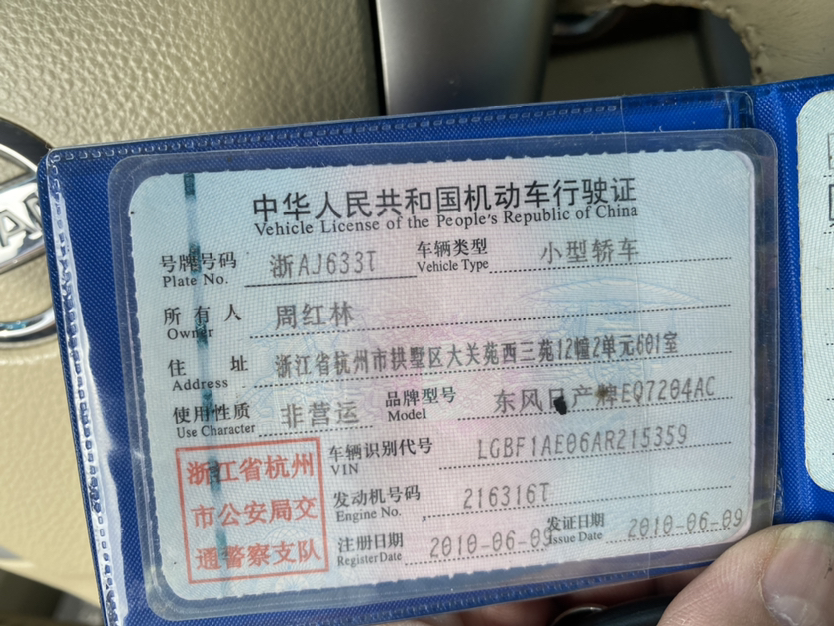 中华人民共和国机动车行驶证
Vehicle License of the People's Republic of China
号牌号码 浙AJ633T 车辆类型 小型轿车
Plate No. Vehicle Type
所有人 周红林
Owner
住址 浙江省杭州市拱墅区大关苑西三苑12幢2单元601室
Address
使用性质 非营运 品牌型号 东风日产牌EQ7204AC
Use Character Model
浙江省杭州
市公安局交
通警察支队
车辆识别代号 LGBF1AE06AR215359
VIN
发动机号码 216316T
Engine No.
注册日期 2010-06-09 发证日期 2010-06-09
Register Date Issue Date